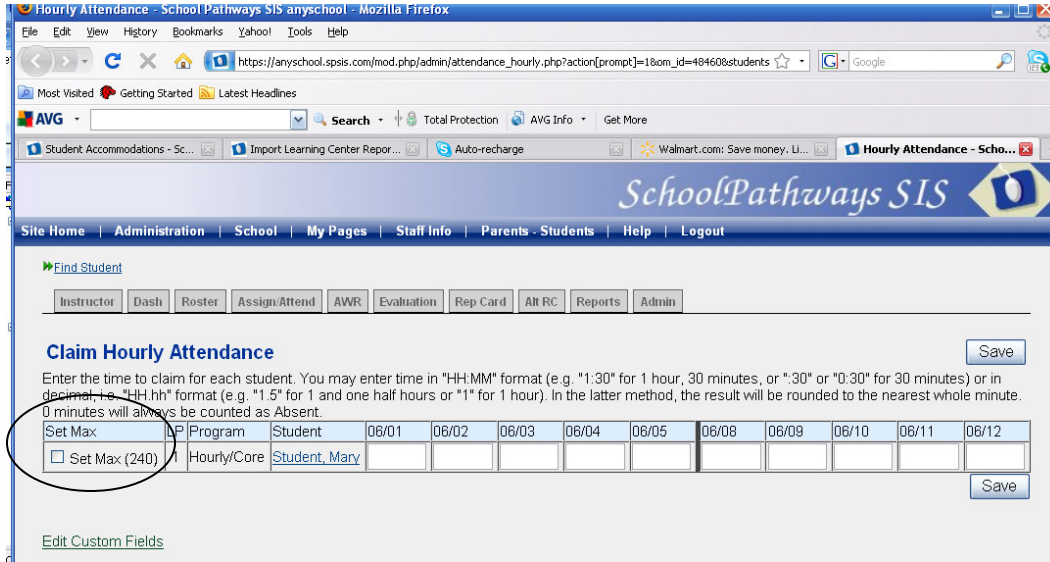 Hourly Attendance - School Pathways SIS anyschool - Mozilla Firefox
File Edit View History Bookmarks Yahoo! Tools Help
https://anyschool.spsis.com/mod.php/admin/attendance_hourly.php?action[prompt]=1&om_id=48460&students Google
Most Visited Getting Started Latest Headlines
AVG Search Total Protection AVG Info Get More
Student Accommodations - Sc... Import Learning Center Repor... Auto-recharge Walmart.com: Save money. Li... Hourly Attendance - Scho...
SchoolPathways SIS
Site Home | Administration | School | My Pages | Staff Info | Parents - Students | Help | Logout
Find Student
Instructor Dash Roster Assign/Attend AWR Evaluation Rep Card Alt RC Reports Admin
Claim Hourly Attendance Save
Enter the time to claim for each student. You may enter time in "HH:MM" format (e.g. "1:30" for 1 hour, 30 minutes, or ":30" or "0:30" for 30 minutes) or in
decimal, i.e. "HH.hh" format (e.g. "1.5" for 1 and one half hours or "1" for 1 hour). In the latter method, the result will be rounded to the nearest whole minute.
0 minutes will always be counted as Absent.
Set Max LP Program Student 06/01 06/02 06/03 06/04 06/05 06/08 06/09 06/10 06/11 06/12
Set Max (240) 1 Hourly/Core Student, Mary
Save
Edit Custom Fields